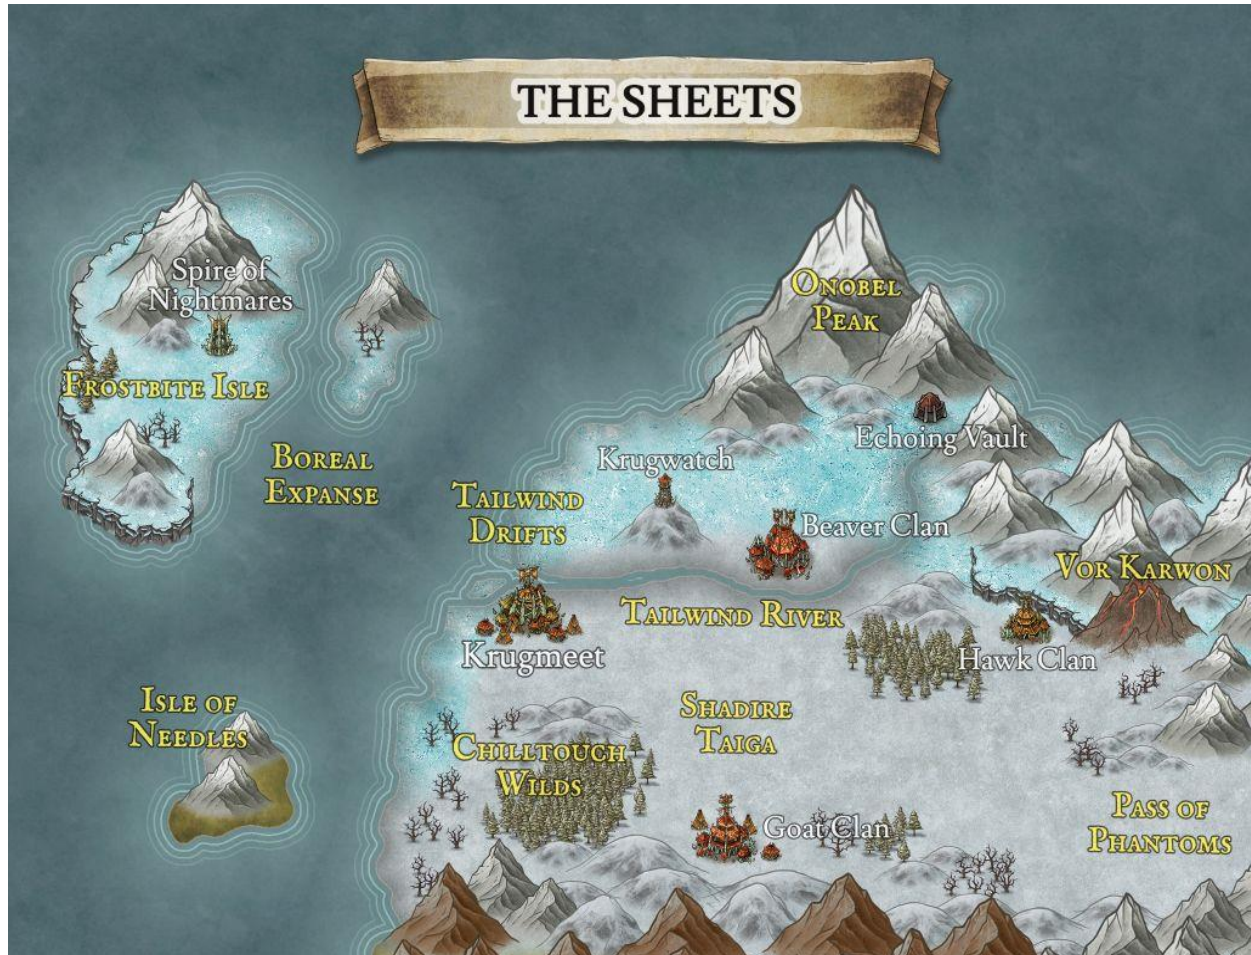 THE SHEETS
Spire of
Nightmares
Onobel
Peak
Frostbite Isle
Echoing Vault
Boreal
Expanse
Krugwatch
Tailwind
Drifts
Beaver Clan
Vor Karwon
Tailwind River
Krugmeet
Hawk Clan
Isle of
Needles
Shadire
Taiga
Chilltouch
Wilds
Pass of
Phantoms
Goat Clan